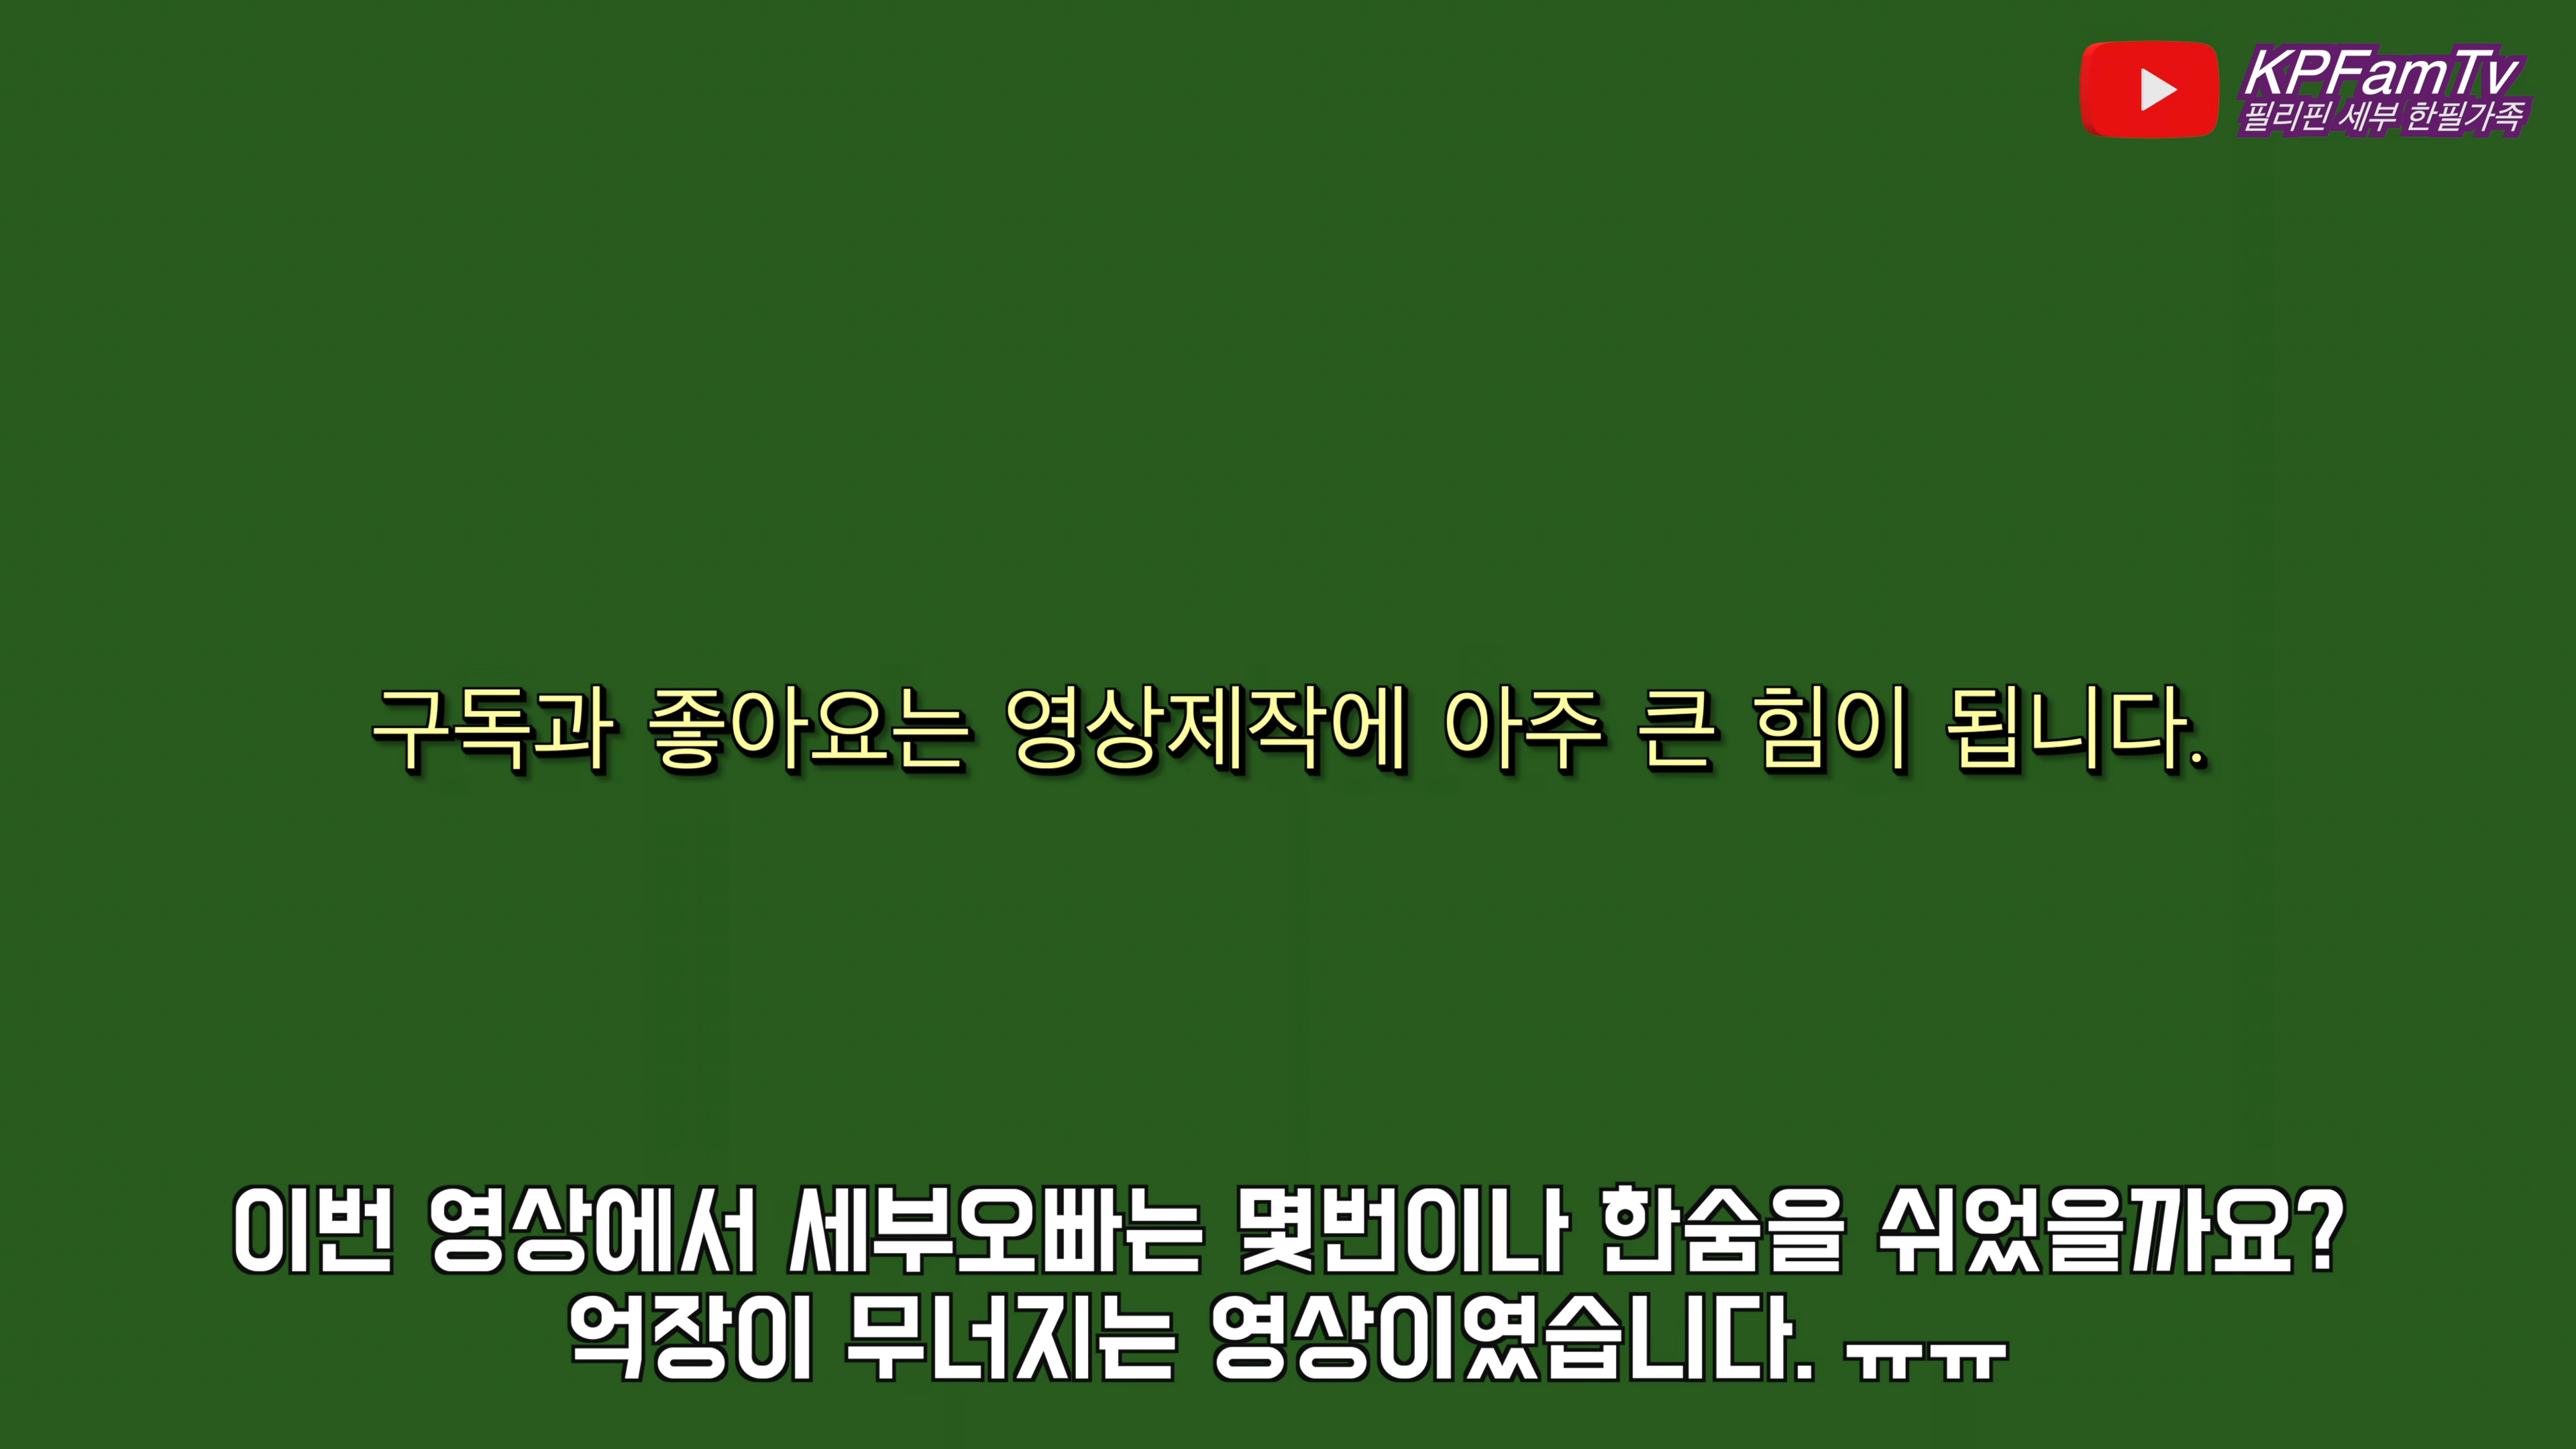 KPFamTv
필리핀 세부 한필가족
구독과 좋아요는 영상제작에 아주 큰 힘이 됩니다.
이번 영상에서 세부오빠는 몇번이나 한숨을 쉬었을까요?
억장이 무너지는 영상이였습니다. ㅠㅠ